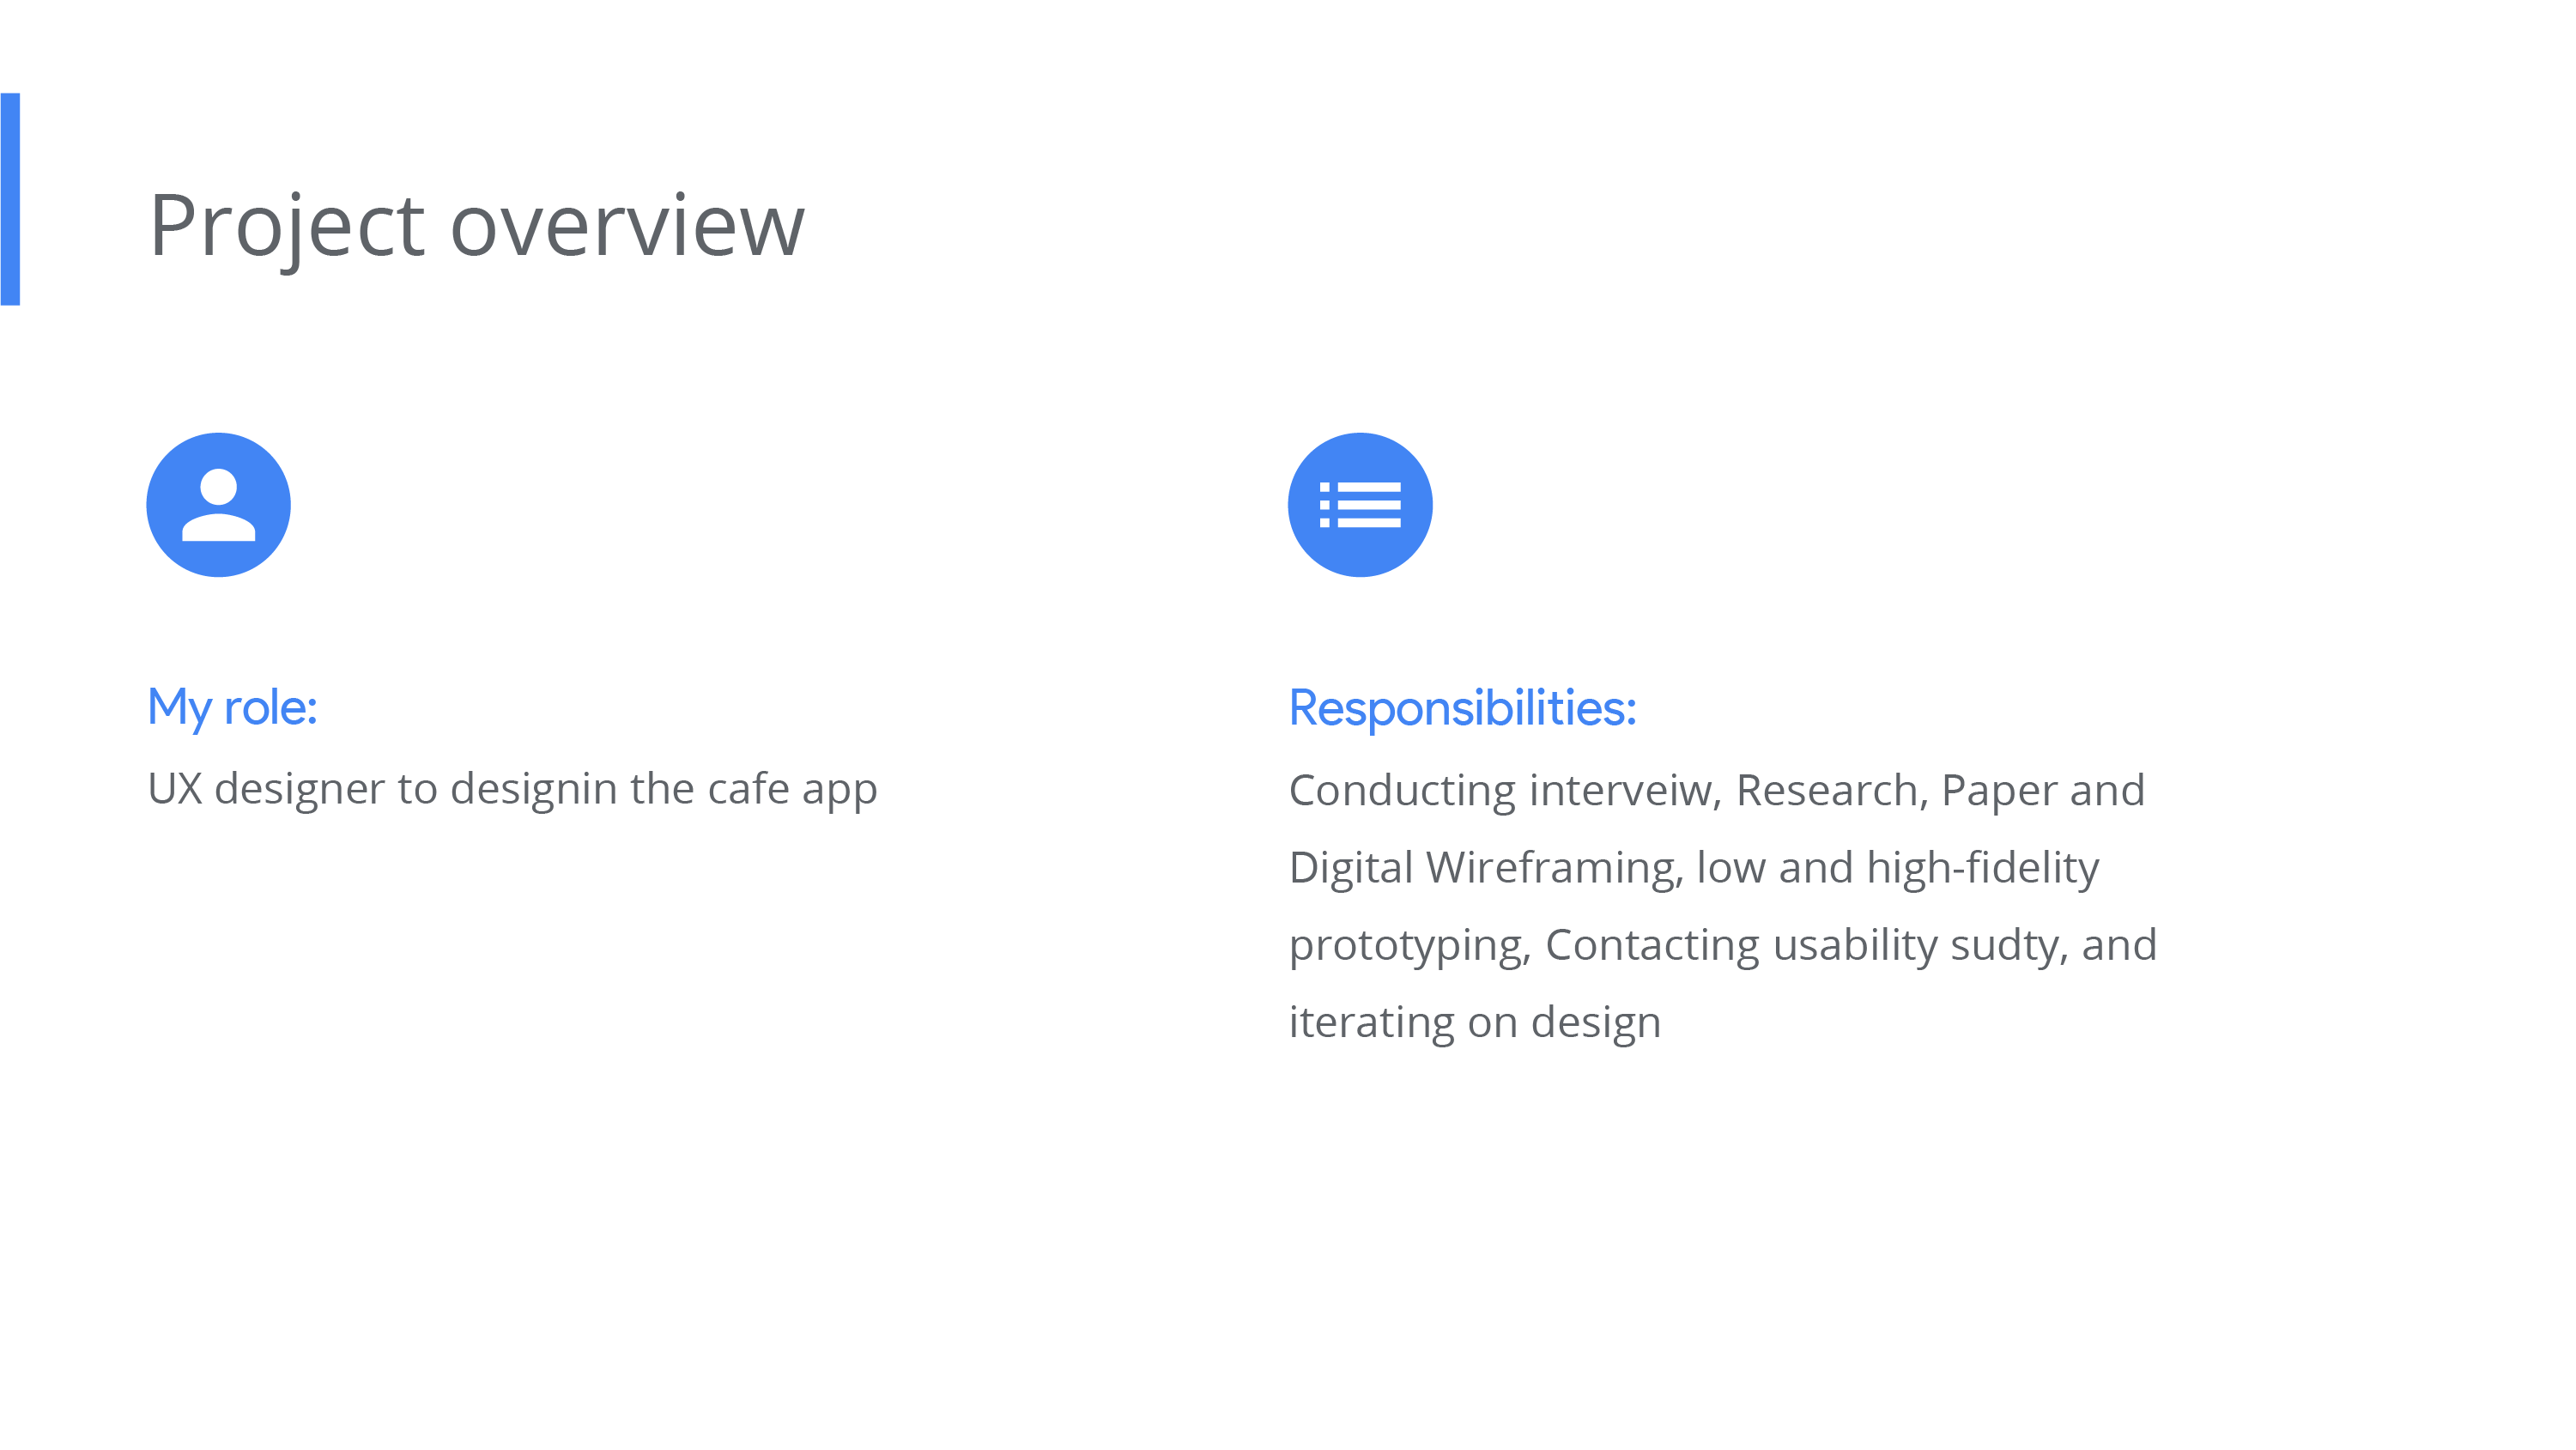 Project overview
My role:
UX designer to designin the cafe app
Responsibilities:
Conducting interveiw, Research, Paper and
Digital Wireframing, low and high-fidelity
prototyping, Contacting usability sudty, and
iterating on design